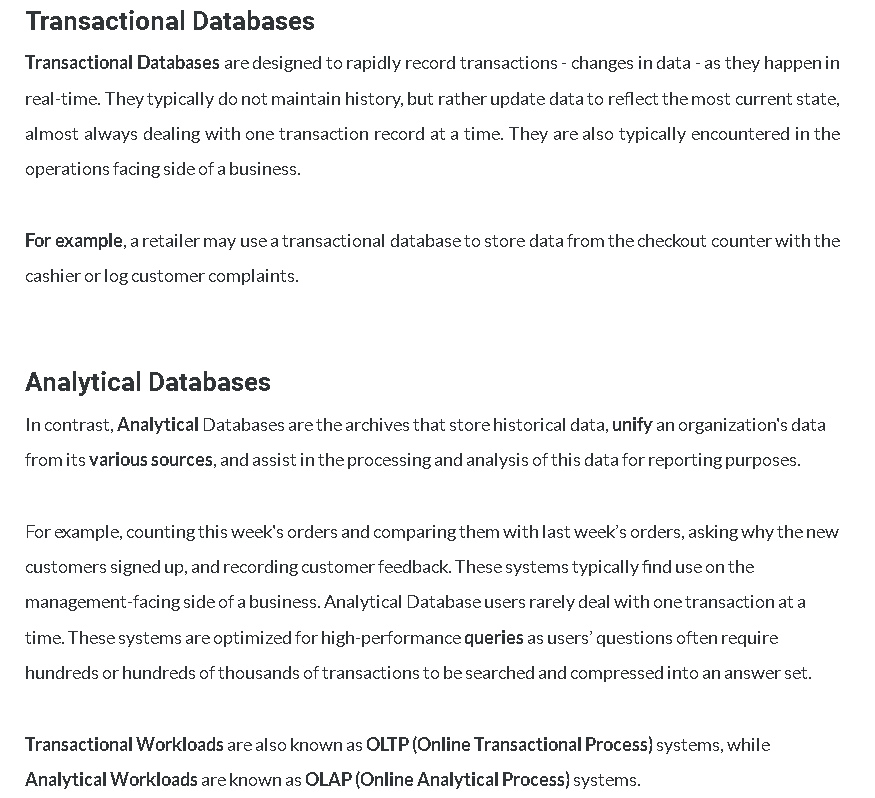 Transactional Databases
Transactional Databases are designed to rapidly record transactions - changes in data - as they happen in
real-time. They typically do not maintain history, but rather update data to reflect the most current state,
almost always dealing with one transaction record at a time. They are also typically encountered in the
operations facing side of a business.
For example, a retailer may use a transactional database to store data from the checkout counter with the
cashier or log customer complaints.
Analytical Databases
In contrast, Analytical Databases are the archives that store historical data, unify an organization's data
from its various sources, and assist in the processing and analysis of this data for reporting purposes.
For example, counting this week's orders and comparing them with last week’s orders, asking why the new
customers signed up, and recording customer feedback. These systems typically find use on the
management-facing side of a business. Analytical Database users rarely deal with one transaction at a
time. These systems are optimized for high-performance queries as users’ questions often require
hundreds or hundreds of thousands of transactions to be searched and compressed into an answer set.
Transactional Workloads are also known as OLTP (Online Transactional Process) systems, while
Analytical Workloads are known as OLAP (Online Analytical Process) systems.